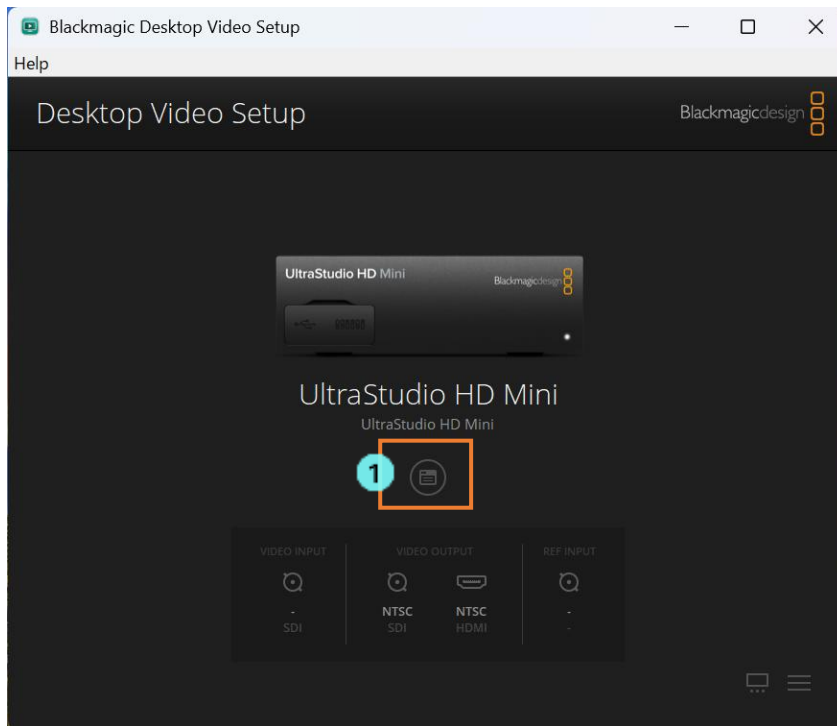 Blackmagic Desktop Video Setup
Help
Desktop Video Setup
Blackmagicdesign
UltraStudio HD Mini
Blackmagicdesign
UltraStudio HD Mini
UltraStudio HD Mini
1
VIDEO INPUT VIDEO OUTPUT REF INPUT
- NTSC NTSC -
SDI SDI HDMI -